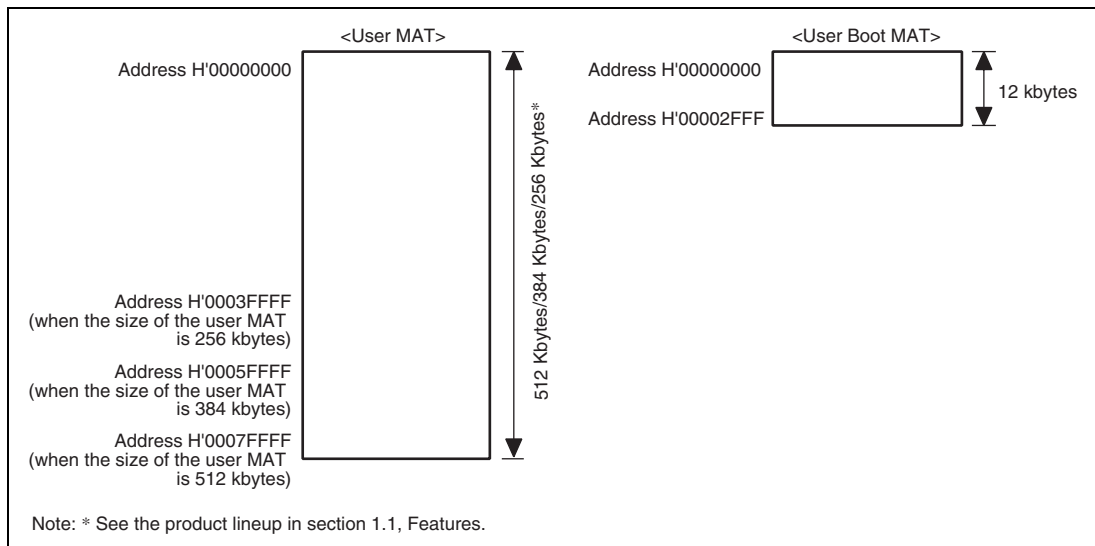 <User MAT>
Address H'00000000
Address H'0003FFFF
(when the size of the user MAT
is 256 kbytes)
Address H'0005FFFF
(when the size of the user MAT
is 384 kbytes)
Address H'0007FFFF
(when the size of the user MAT
is 512 kbytes)
512 Kbytes/384 Kbytes/256 Kbytes*
<User Boot MAT>
Address H'00000000
Address H'00002FFF
12 kbytes
Note: * See the product lineup in section 1.1, Features.